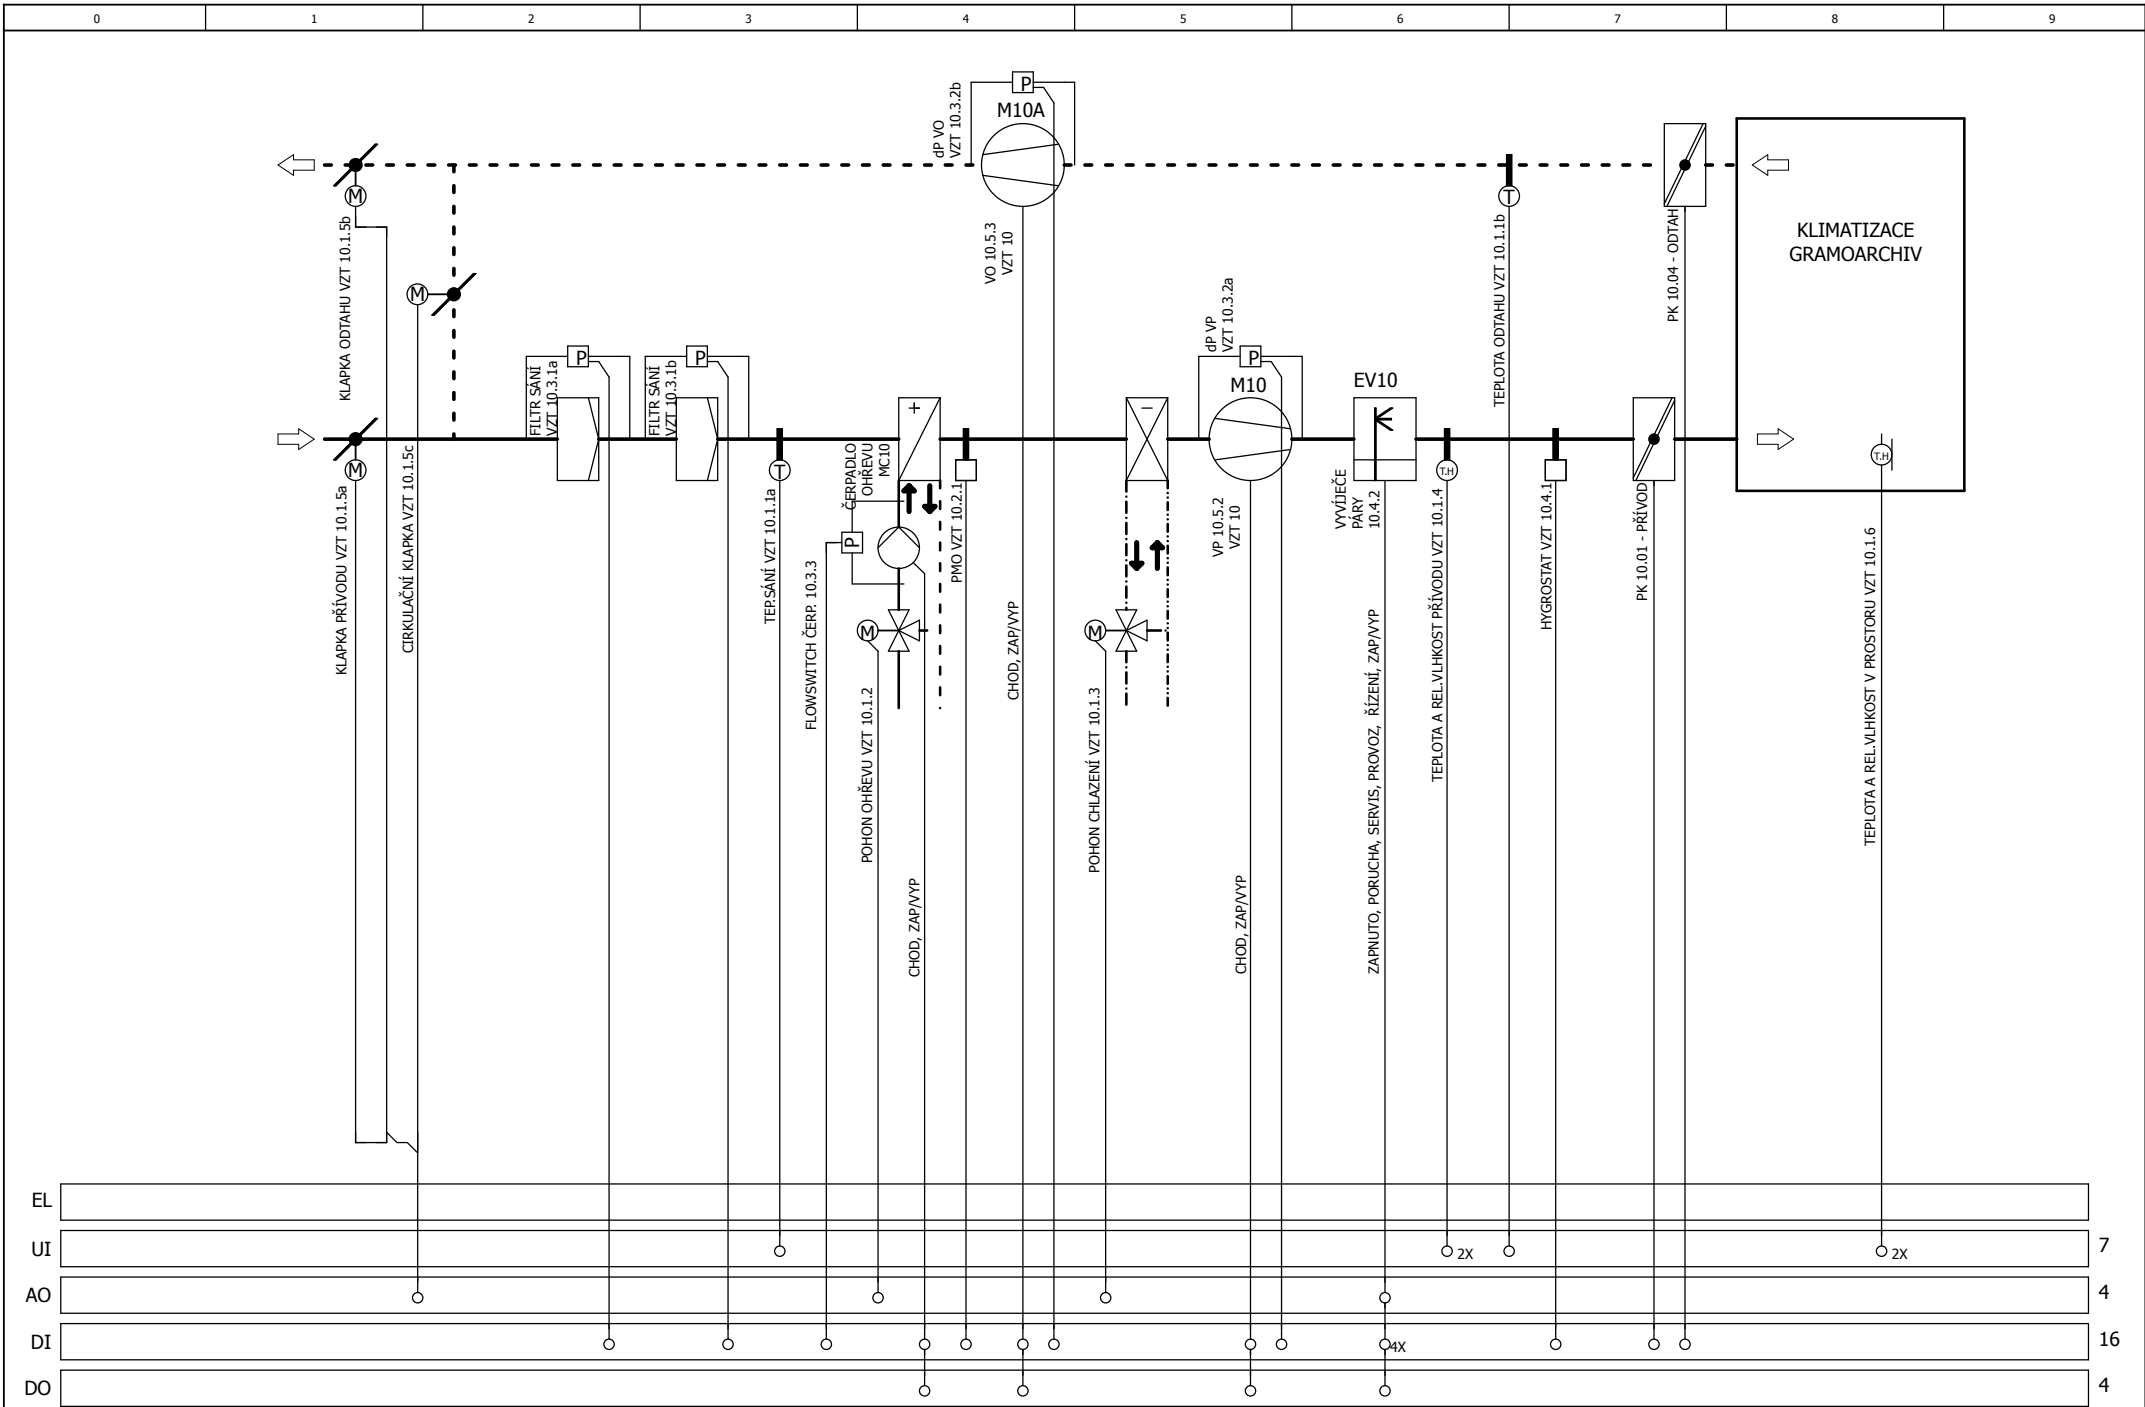 0 1 2 3 4 5 6 7 8 9
P
M10A
dP VO
VZT 10.3.2b
M
T
KLIMATIZACE
GRAMOARCHIV
KLAPKA ODTAHU VZT 10.1.5b
VO 10.5.3
VZT 10
TEPLOTA ODTAHU VZT 10.1.1b
PK 10.04 - ODTAH
M
P
P
P
dP VP
VZT 10.3.2a
FILTR SÁNÍ
VZT 10.3.1a
FILTR SÁNÍ
VZT 10.3.1b
M10
EV10
+
−
M
T
T.H
T.H
ČERPADLO
OHŘEVU
MC10
KLAPKA PŘÍVODU VZT 10.1.5a
CIRKULAČNÍ KLAPKA VZT 10.1.5c
TEP.SÁNÍ VZT 10.1.1a
P
FLOWSWITCH ČERP. 10.3.3
PMO VZT 10.2.1
VP 10.5.2
VZT 10
VYVÍJEČE
PÁRY
10.4.2
TEPLOTA A REL.VLHKOST PŘÍVODU VZT 10.1.4
HYGROSTAT VZT 10.4.1
PK 10.01 - PŘÍVOD
TEPLOTA A REL.VLHKOST V PROSTORU VZT 10.1.6
M
M
POHON OHŘEVU VZT 10.1.2
CHOD, ZAP/VYP
CHOD, ZAP/VYP
POHON CHLAZENÍ VZT 10.1.3
CHOD, ZAP/VYP
ZAPNUTO, PORUCHA, SERVIS, PROVOZ, ŘÍZENÍ, ZAP/VYP
EL
UI 2X 2X 7
AO 4
DI 4X 16
DO 4